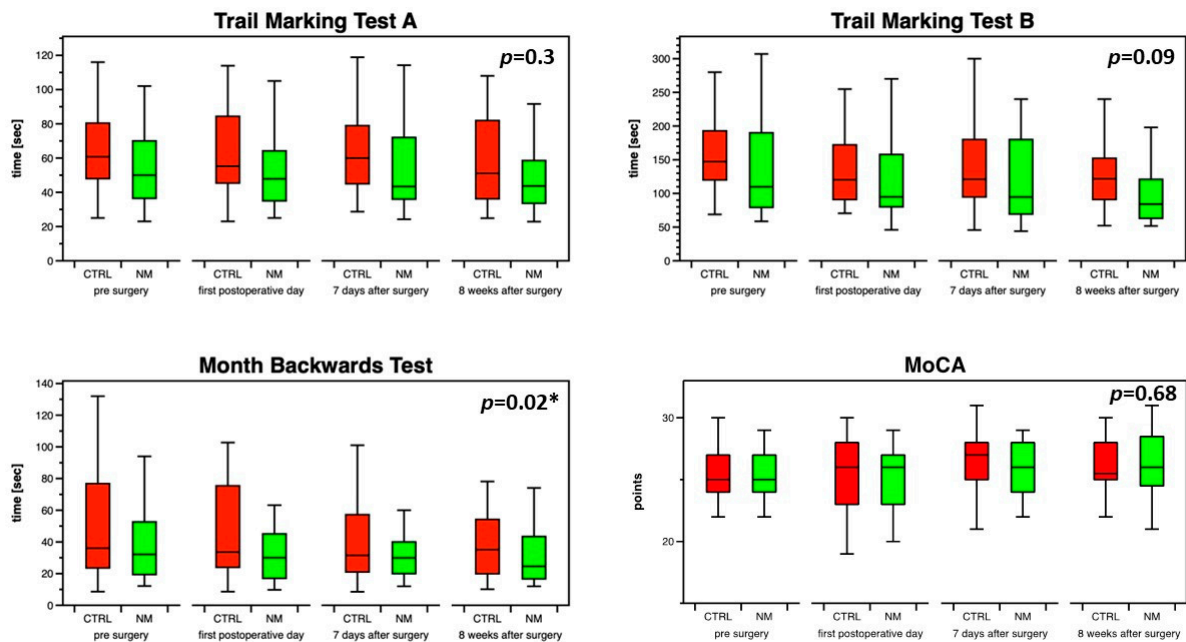 Trail Marking Test A
p=0.3
time [sec]
120
100
80
60
40
20
0
CTRL NM CTRL NM CTRL NM CTRL NM
pre surgery first postoperative day 7 days after surgery 8 weeks after surgery
Trail Marking Test B
p=0.09
time [sec]
300
250
200
150
100
50
0
CTRL NM CTRL NM CTRL NM CTRL NM
pre surgery first postoperative day 7 days after surgery 8 weeks after surgery
Month Backwards Test
p=0.02*
time [sec]
140
120
100
80
60
40
20
0
CTRL NM CTRL NM CTRL NM CTRL NM
pre surgery first postoperative day 7 days after surgery 8 weeks after surgery
MoCA
p=0.68
points
30
20
CTRL NM CTRL NM CTRL NM CTRL NM
pre surgery first postoperative day 7 days after surgery 8 weeks after surgery